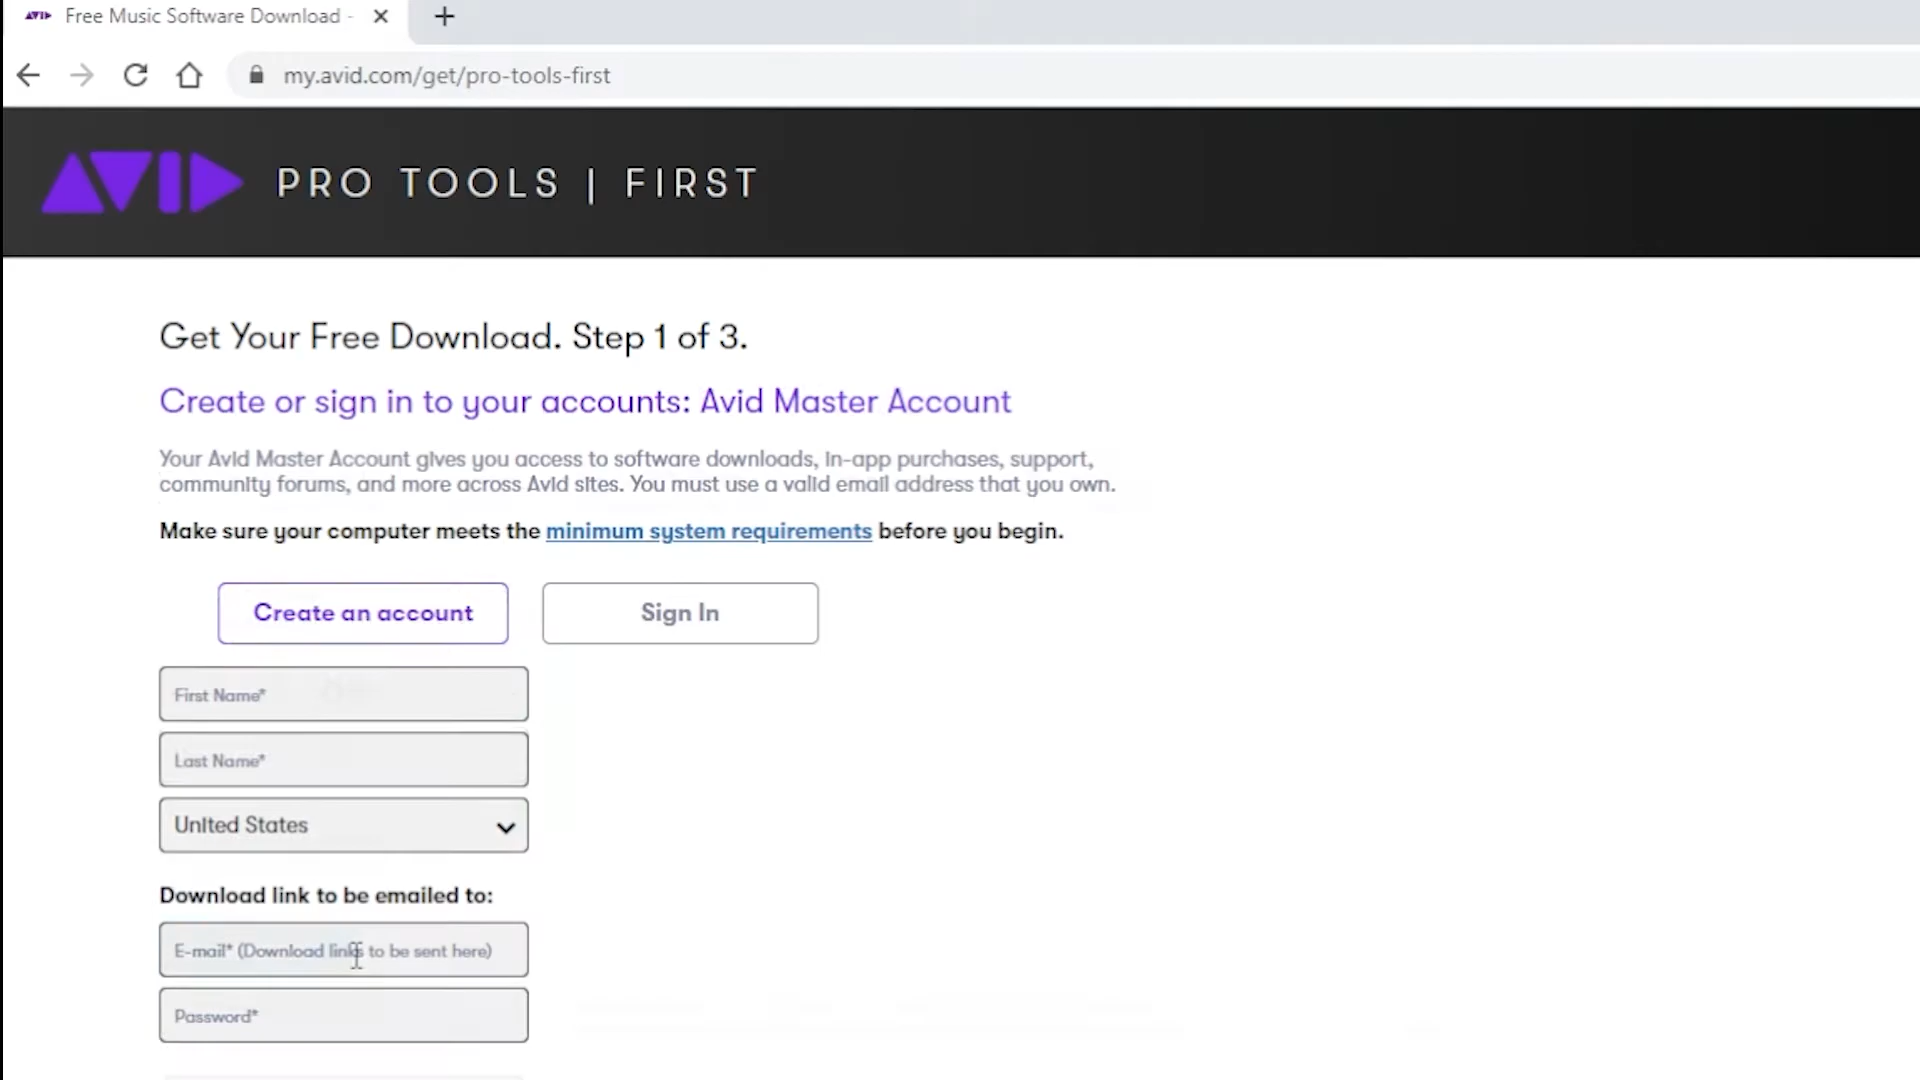 AVID Free Music Software Download -
my.avid.com/get/pro-tools-first
AVID PRO TOOLS | FIRST
Get Your Free Download. Step 1 of 3.
Create or sign in to your accounts: Avid Master Account
Your Avid Master Account gives you access to software downloads, in-app purchases, support,
community forums, and more across Avid sites. You must use a valid email address that you own.
Make sure your computer meets the minimum system requirements before you begin.
Create an account Sign In
First Name*
Last Name*
United States
Download link to be emailed to:
E-mail* (Download links to be sent here)
Password*